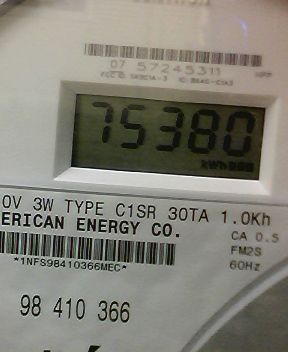 07 57245311
75380
kWh
0V 3W TYPE C1SR 30TA 1.0Kh
ERICAN ENERGY CO.
CA 0.5
FM2S
*1NFS98410366MEC*
60Hz
98 410 366